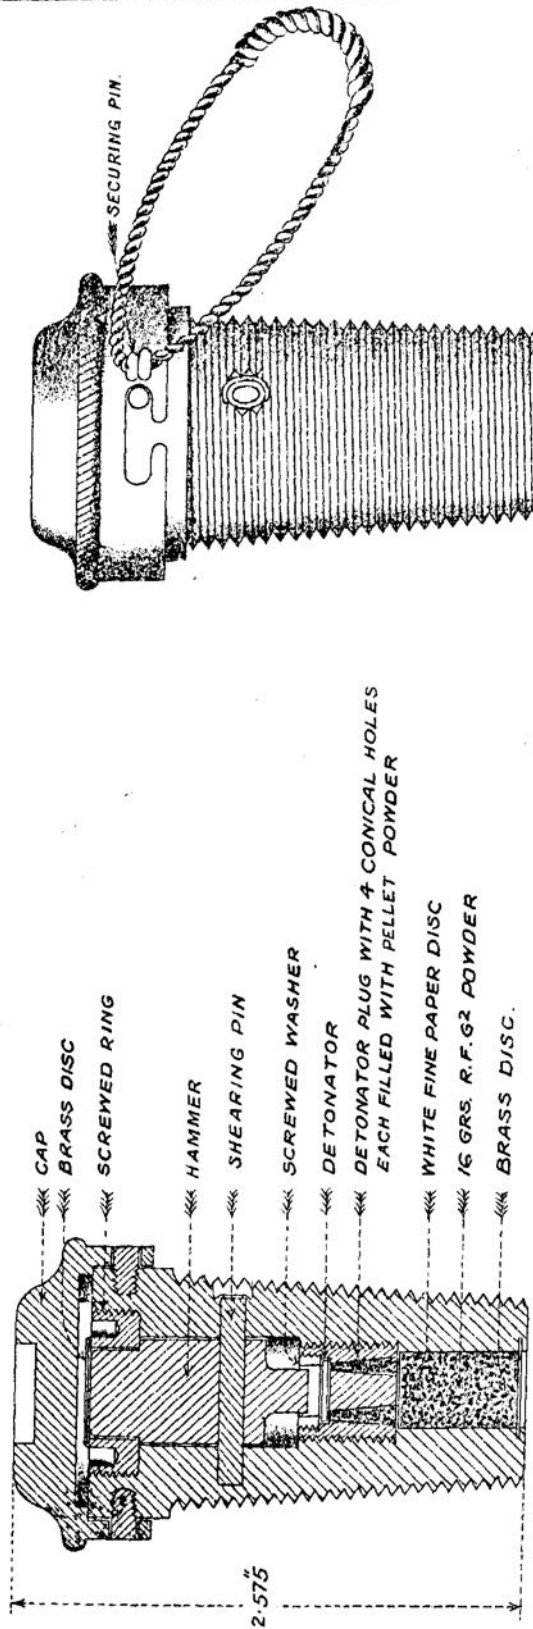 SECURING PIN.
CAP
BRASS DISC
SCREWED RING
HAMMER
SHEARING PIN
SCREWED WASHER
DETONATOR
DETONATOR PLUG WITH 4 CONICAL HOLES
EACH FILLED WITH PELLET POWDER
WHITE FINE PAPER DISC
16 GRS. R.F.G² POWDER
BRASS DISC.
2·575"